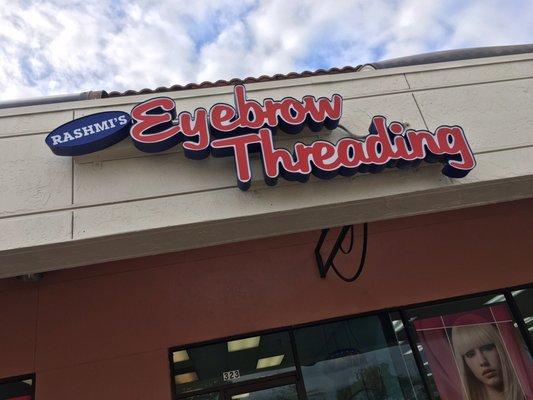 RASHMI'S
Eyebrow
Threading
323